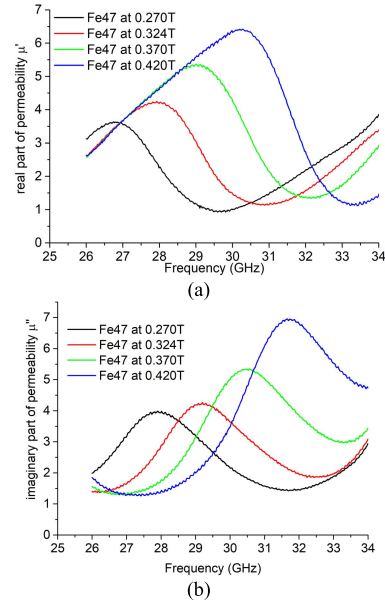 real part of permeability μ'
7
6
5
4
3
2
1
0
Fe47 at 0.270T
Fe47 at 0.324T
Fe47 at 0.370T
Fe47 at 0.420T
25 26 27 28 29 30 31 32 33 34
Frequency (GHz)
(a)
imaginary part of permeability μ"
7
6
5
4
3
2
1
0
Fe47 at 0.270T
Fe47 at 0.324T
Fe47 at 0.370T
Fe47 at 0.420T
25 26 27 28 29 30 31 32 33 34
Frequency (GHz)
(b)